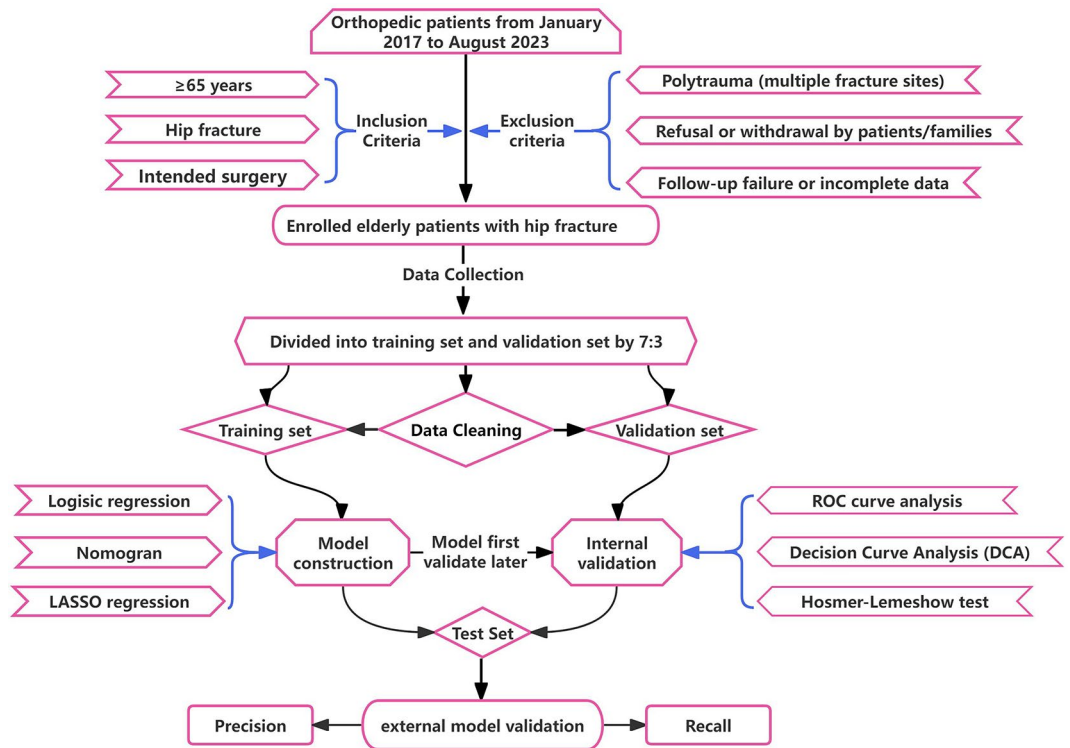 Orthopedic patients from January
2017 to August 2023
≥65 years
Hip fracture
Intended surgery
Inclusion
Criteria
Exclusion
criteria
Polytrauma (multiple fracture sites)
Refusal or withdrawal by patients/families
Follow-up failure or incomplete data
Enrolled elderly patients with hip fracture
Data Collection
Divided into training set and validation set by 7:3
Training set
Data Cleaning
Validation set
Logisic regression
Nomogran
LASSO regression
Model
construction
Model first
validate later
Internal
validation
ROC curve analysis
Decision Curve Analysis (DCA)
Hosmer-Lemeshow test
Test Set
Precision
external model validation
Recall